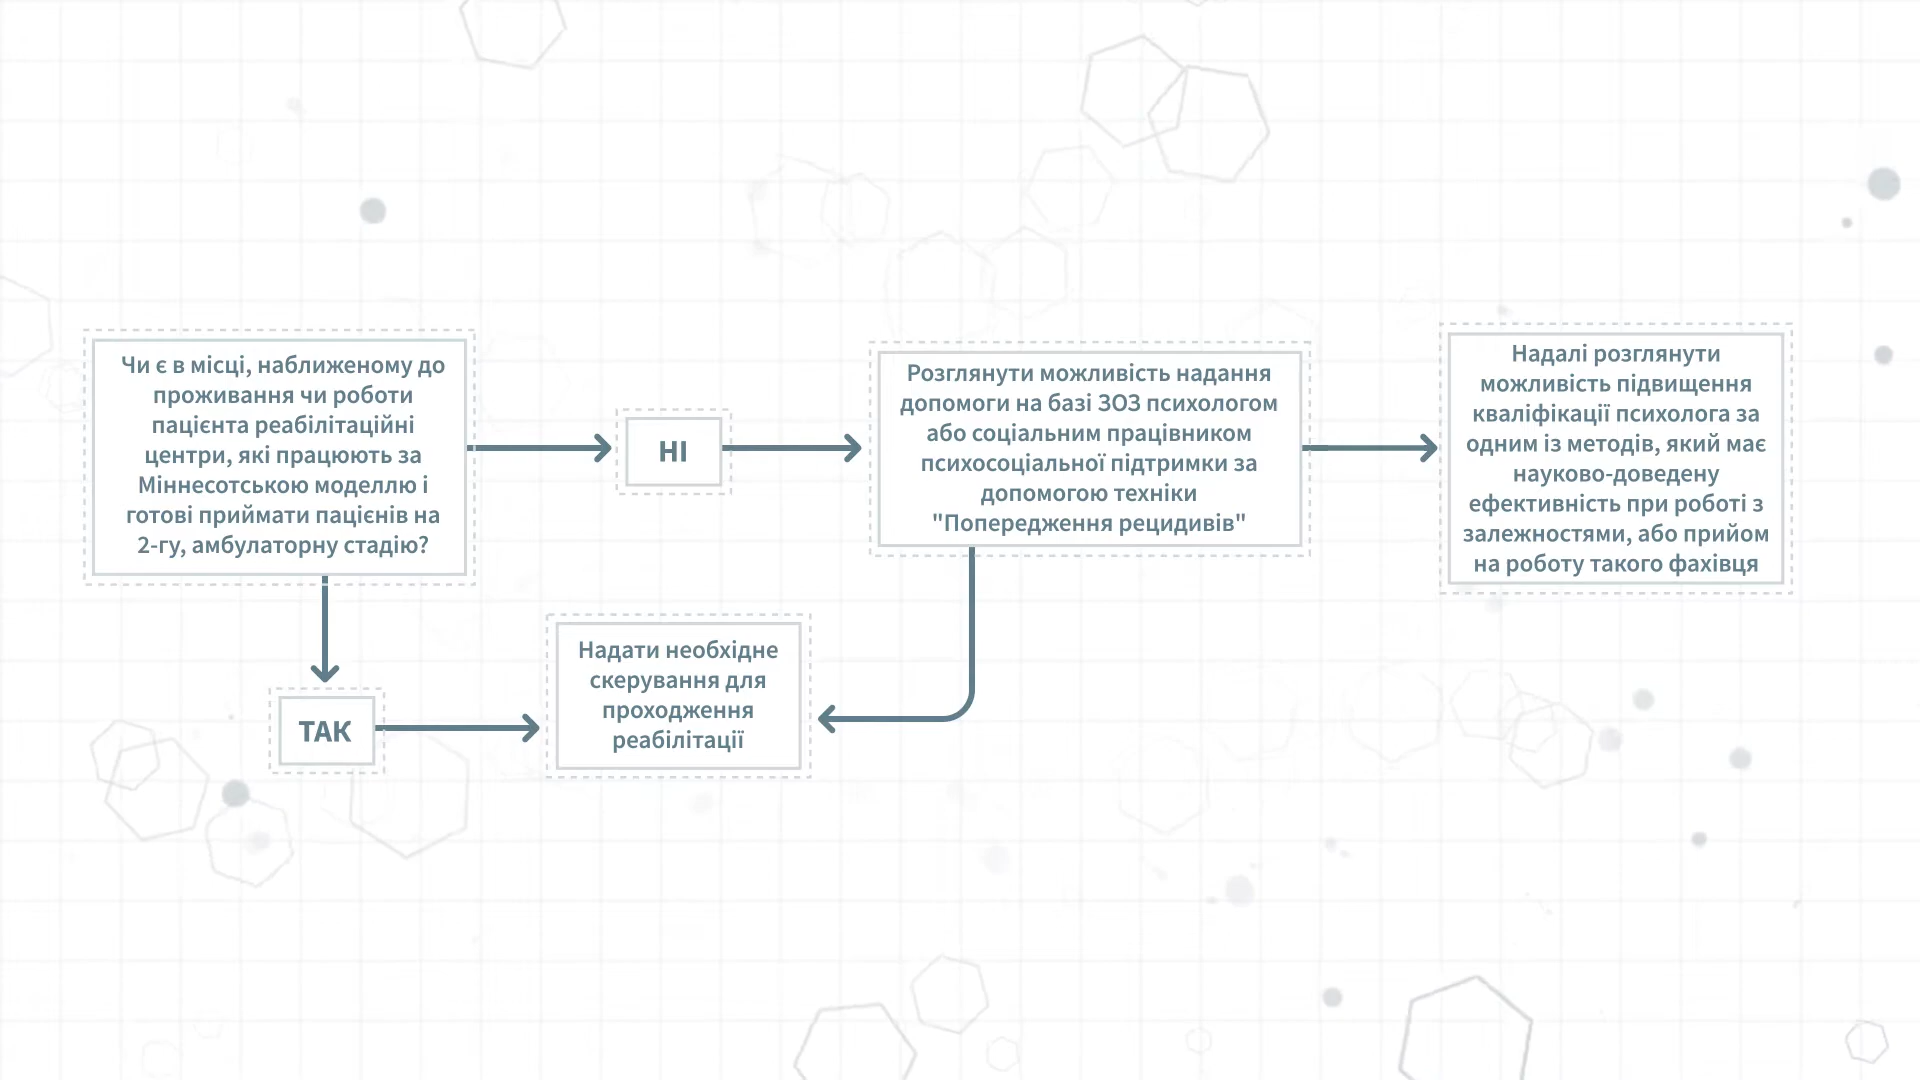 Чи є в місці, наближеному до
проживання чи роботи
пацієнта реабілітаційні
центри, які працюють за
Міннесотською моделлю і
готові приймати пацієнів на
2-гу, амбулаторну стадію?
НІ
Розглянути можливість надання
допомоги на базі ЗОЗ психологом
або соціальним працівником
психосоціальної підтримки за
допомогою техніки
"Попередження рецидивів"
Надалі розглянути
можливість підвищення
кваліфікації психолога за
одним із методів, який має
науково-доведену
ефективність при роботі з
залежностями, або прийом
на роботу такого фахівця
ТАК
Надати необхідне
скерування для
проходження
реабілітації